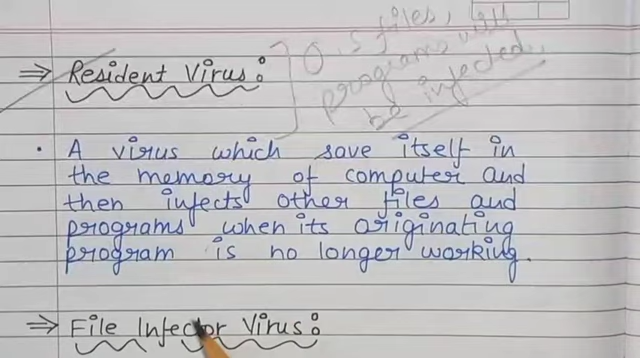 O.S files,
programs will
be infected.
⇒ Resident Virus:
• A virus which save itself in
the memory of computer and
then infects other files and
programs when its originating
program is no longer working.
⇒ File Infector Virus: